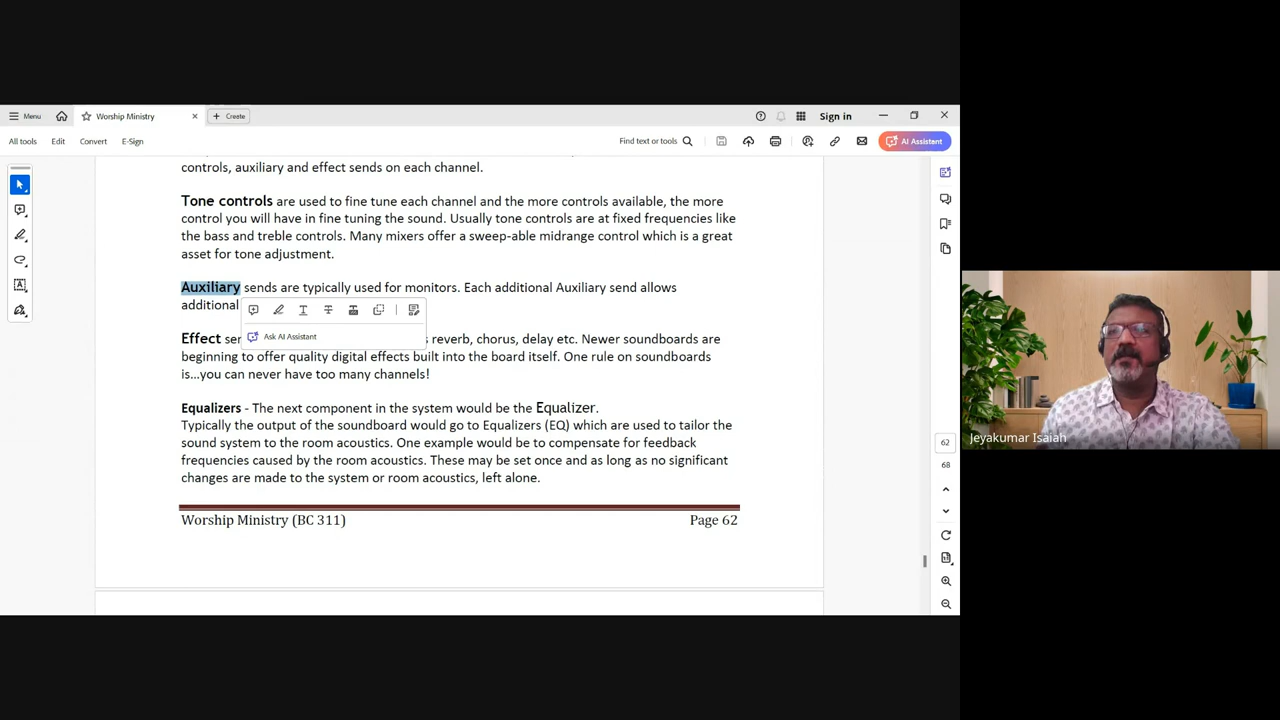 Menu
Worship Ministry
Create
Sign in
All tools
Edit
Convert
E-Sign
Find text or tools
AI Assistant
controls, auxiliary and effect sends on each channel.
Tone controls are used to fine tune each channel and the more controls available, the more
control you will have in fine tuning the sound. Usually tone controls are at fixed frequencies like
the bass and treble controls. Many mixers offer a sweep-able midrange control which is a great
asset for tone adjustment.
Auxiliary sends are typically used for monitors. Each additional Auxiliary send allows
additional
Ask AI Assistant
Effect reverb, chorus, delay etc. Newer soundboards are
beginning to offer quality digital effects built into the board itself. One rule on soundboards
is...you can never have too many channels!
Equalizers - The next component in the system would be the Equalizer.
Typically the output of the soundboard would go to Equalizers (EQ) which are used to tailor the
sound system to the room acoustics. One example would be to compensate for feedback
frequencies caused by the room acoustics. These may be set once and as long as no significant
changes are made to the system or room acoustics, left alone.
Worship Ministry (BC 311)
Page 62
62
68
Jeyakumar Isaiah